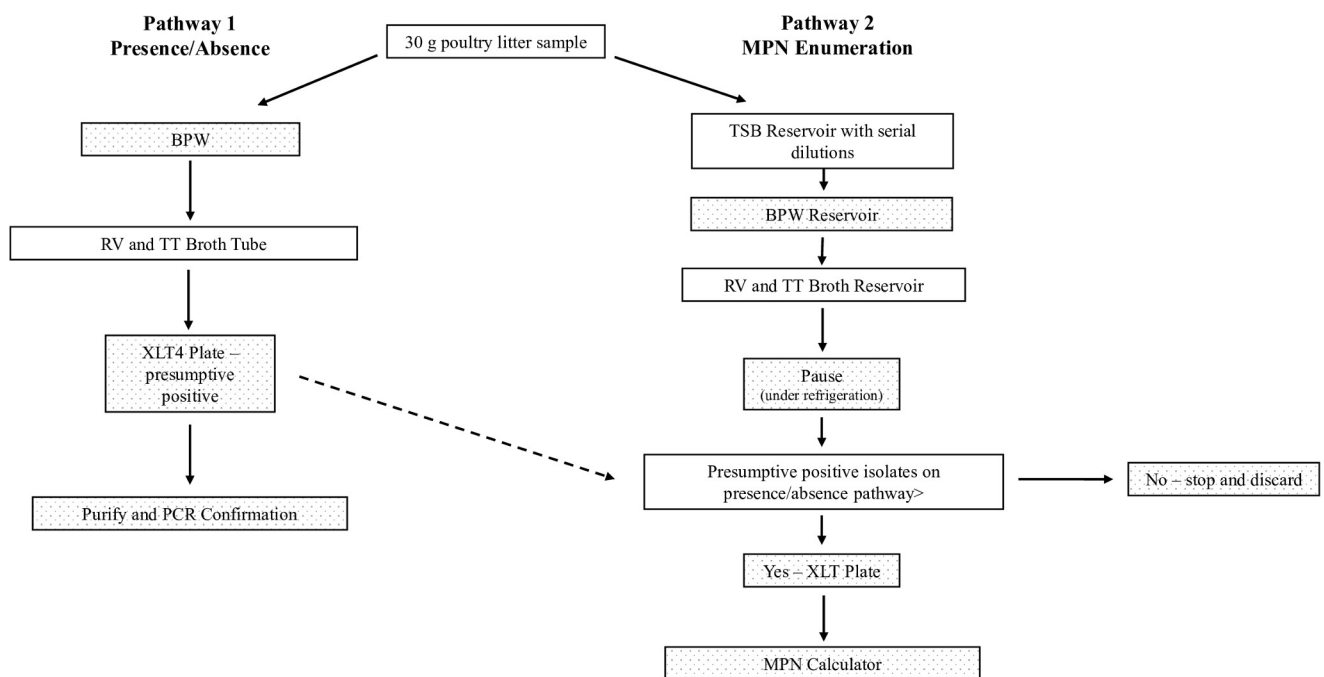 Pathway 1
Presence/Absence
30 g poultry litter sample
Pathway 2
MPN Enumeration
BPW
RV and TT Broth Tube
XLT4 Plate –
presumptive
positive
Purify and PCR Confirmation
TSB Reservoir with serial
dilutions
BPW Reservoir
RV and TT Broth Reservoir
Pause
(under refrigeration)
Presumptive positive isolates on
presence/absence pathway>
No – stop and discard
Yes – XLT Plate
MPN Calculator